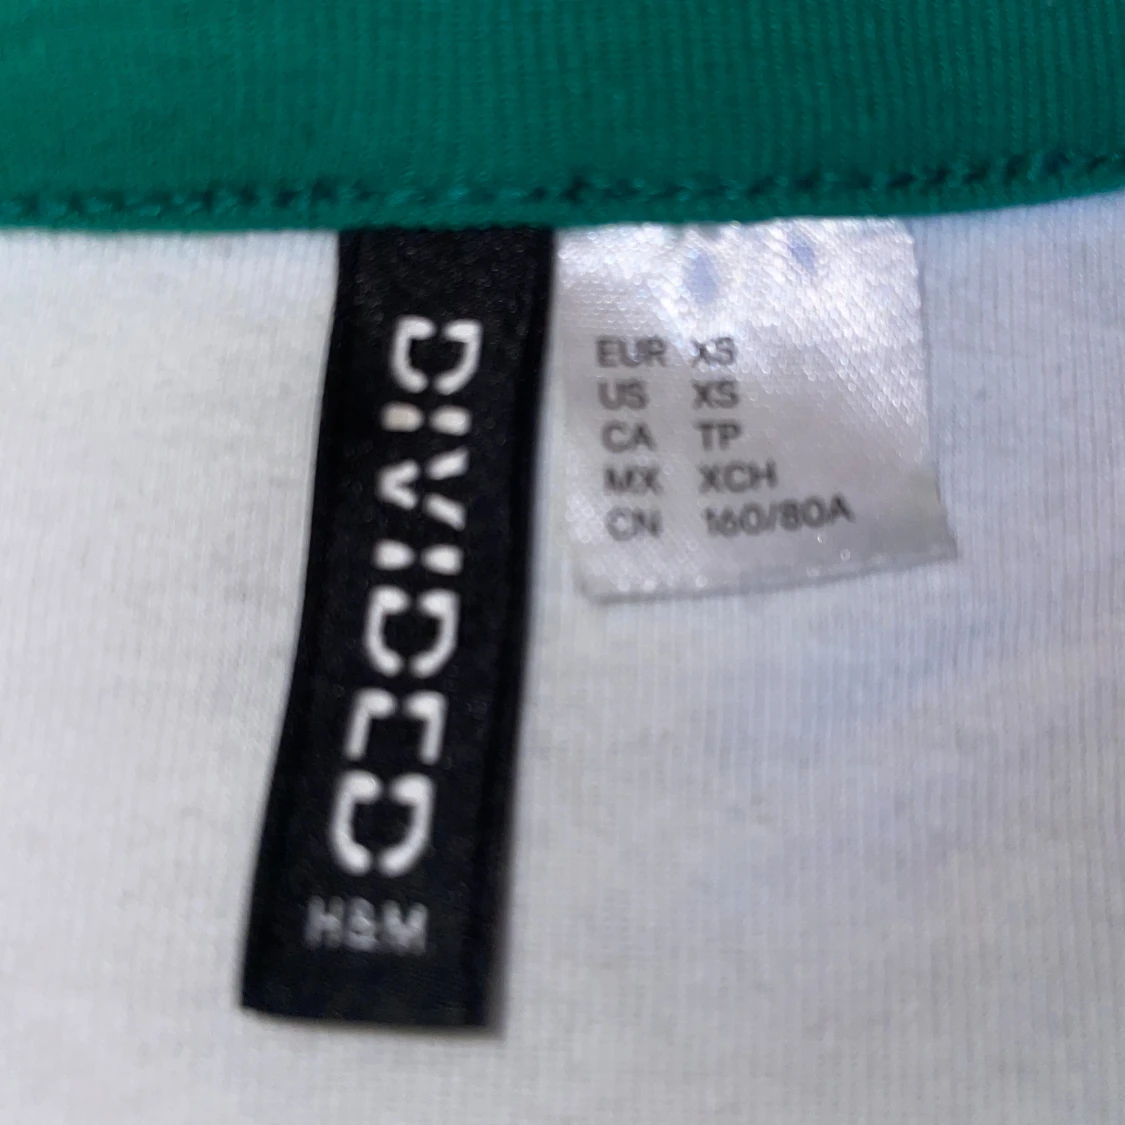 DIVIDED
H&M
EUR XS
US XS
CA TP
MX XCH
CN 160/80A